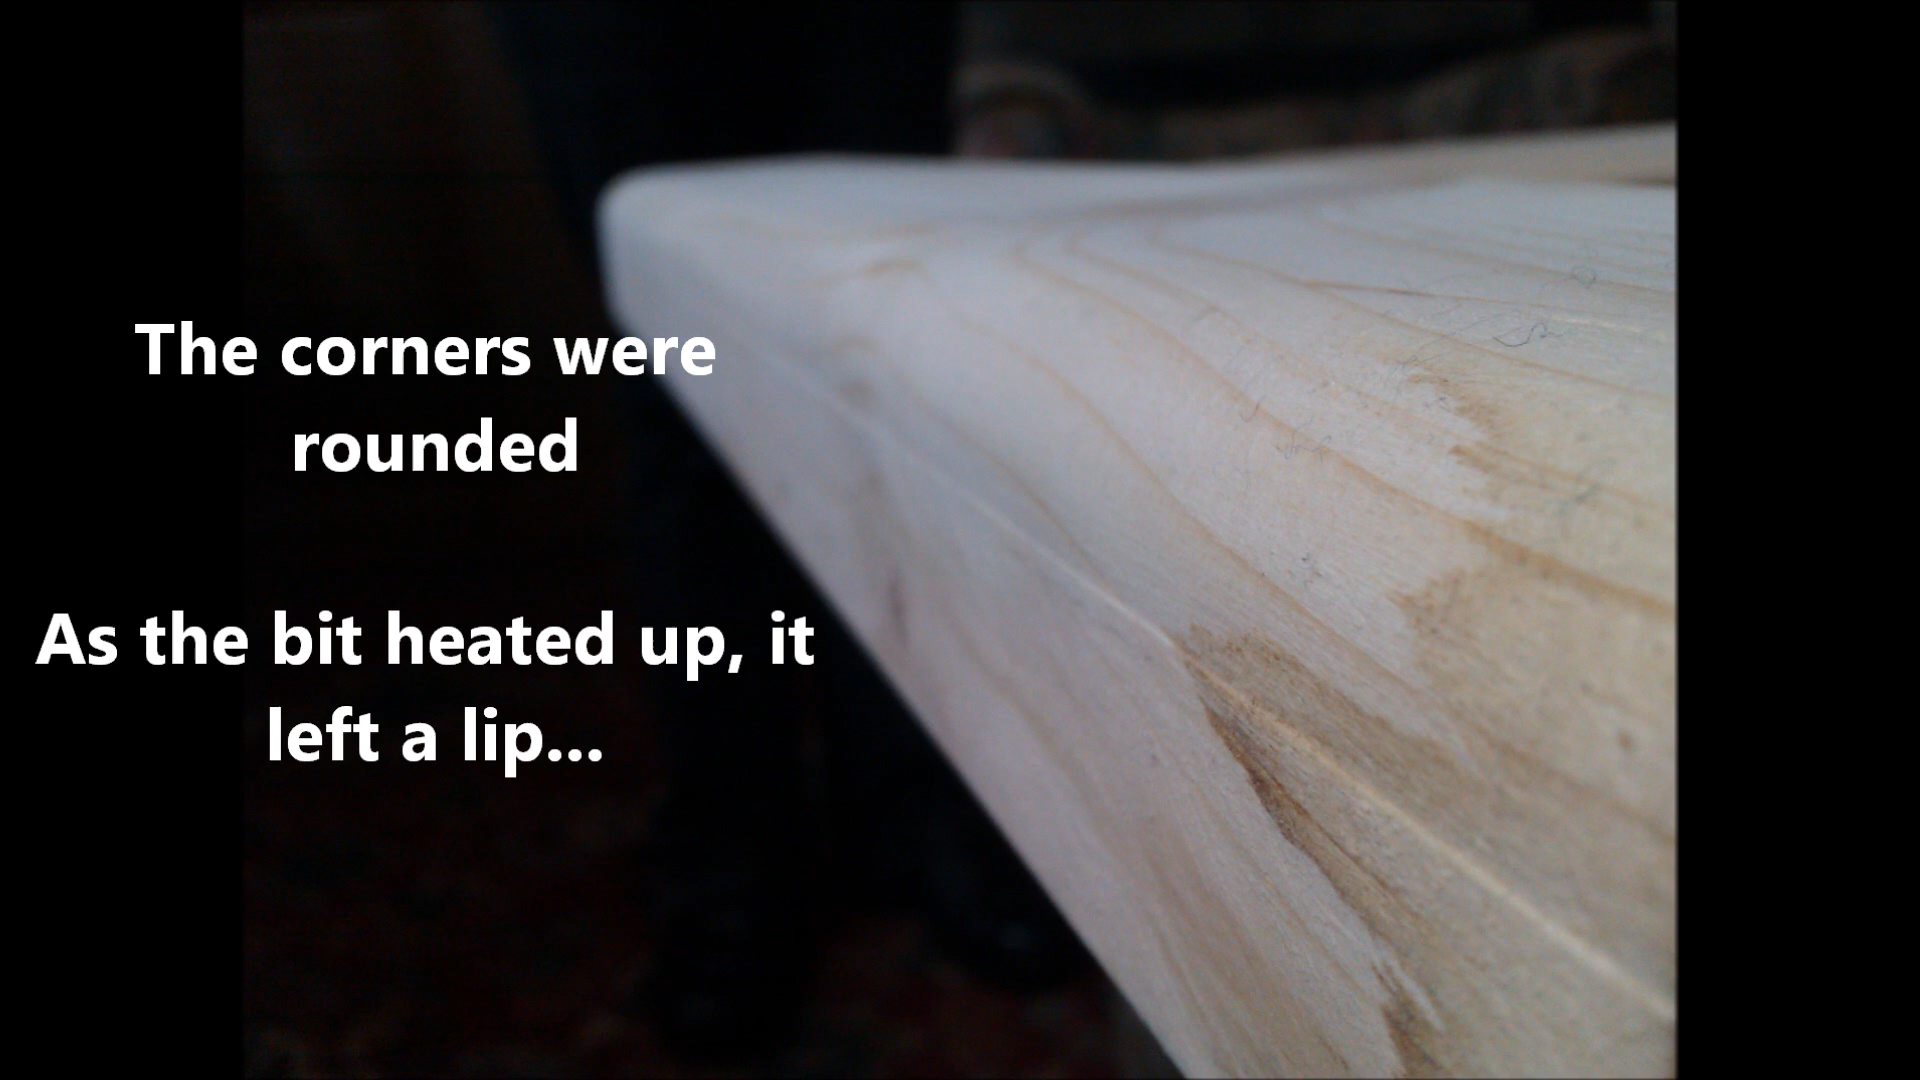 The corners were
rounded
As the bit heated up, it
left a lip...